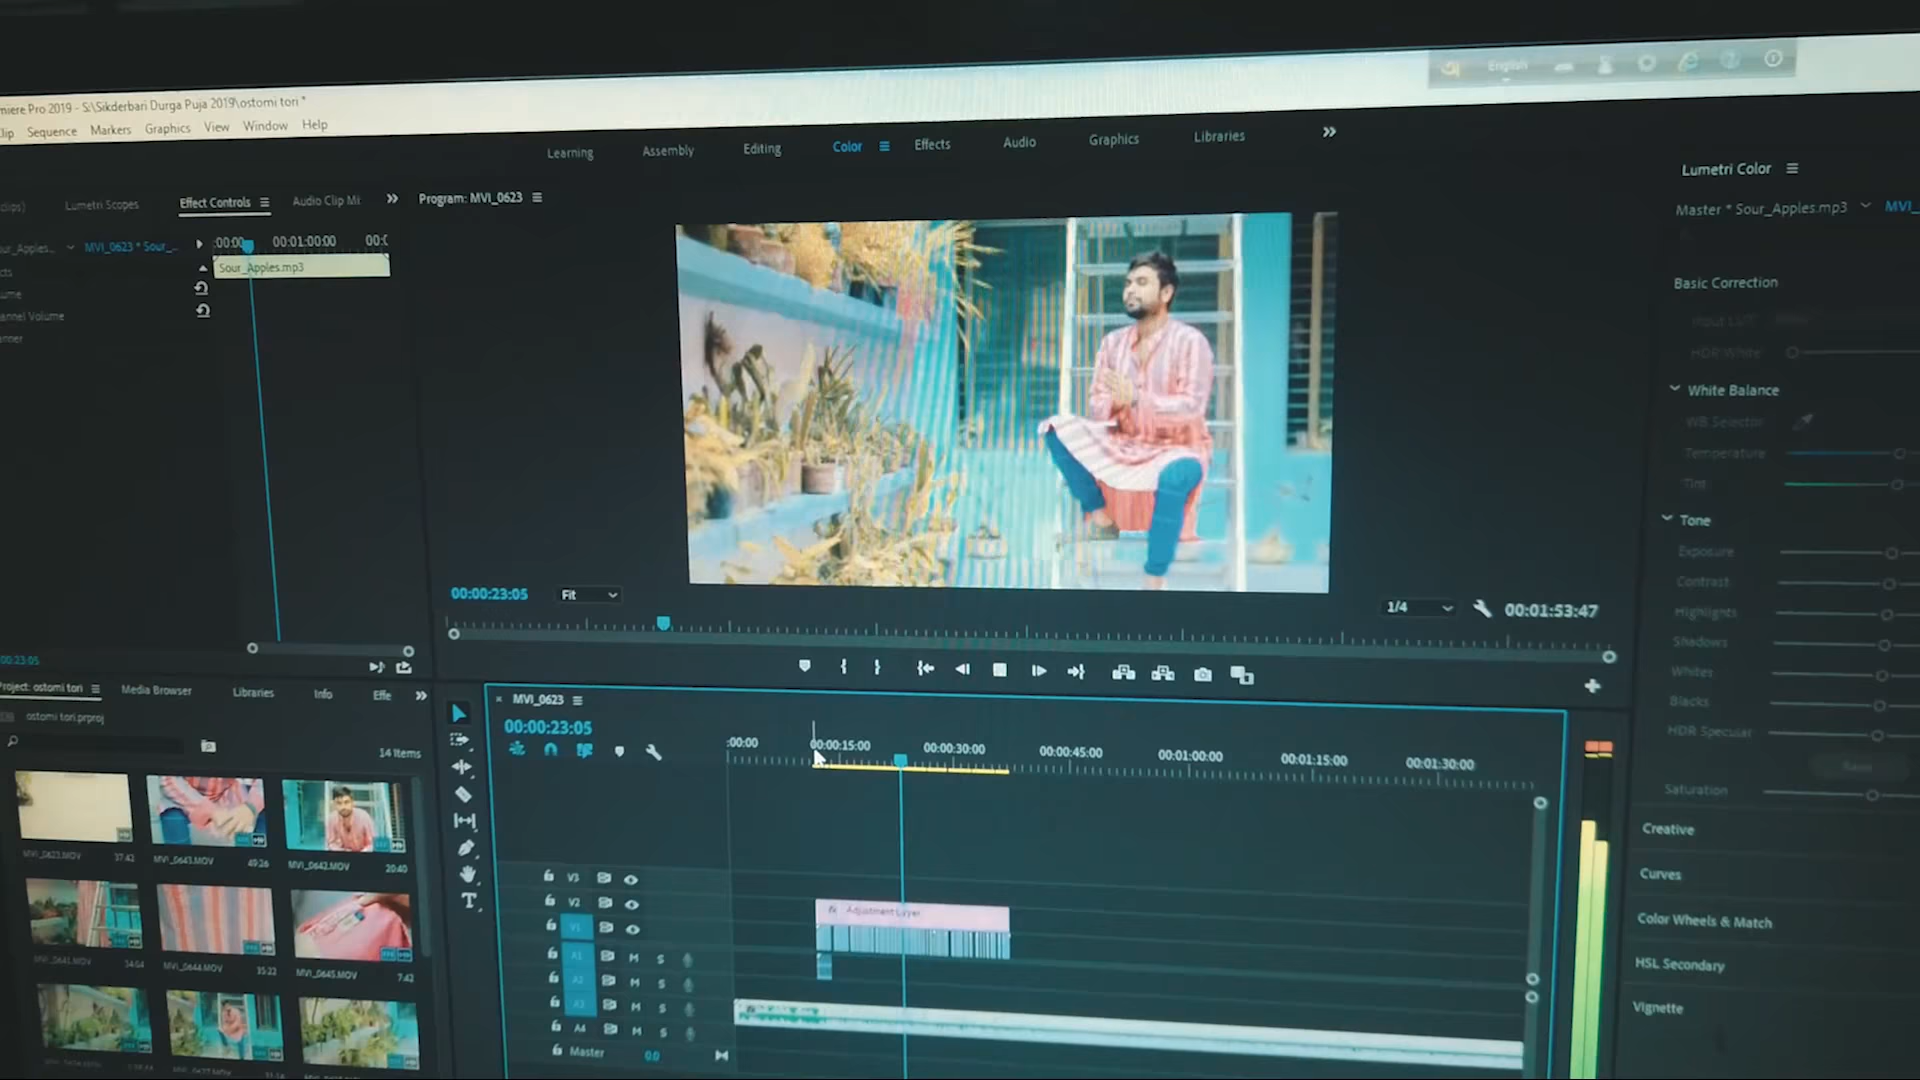 English
miere Pro 2019 - S:\Sikderbari Durga Puja 2019\ostomi tori *
lip Sequence Markers Graphics View Window Help
Learning Assembly Editing Color Effects Audio Graphics Libraries
clips) Lumetri Scopes Effect Controls Audio Clip Mi
Program: MVI_0623
Lumetri Color
Master * Sour_Apples.mp3 MVI_
ur_Apples... MVI_0623 * Sour_...
:00:00 00:01:00:00 00:0
Sour_Apples.mp3
cts
ume
annel Volume
anner
Basic Correction
Input LUT
HDR White
White Balance
WB Selector
Temperature
Tint
Tone
Exposure
Contrast
Highlights
Shadows
Whites
Blacks
HDR Specular
Saturation
Creative
Curves
Color Wheels & Match
HSL Secondary
Vignette
00:00:23:05 Fit 1/4 00:01:53:47
00:23:05
Project: ostomi tori Media Browser Libraries Info Effe
ostomi tori.prproj
14 Items
MVI_0623.MOV 37:42 MVI_0643.MOV 49:26 MVI_0642.MOV 20:40
MVI_0641.MOV 34:04 MVI_0644.MOV 35:22 MVI_0645.MOV 7:42
MVI_0623
00:00:23:05
:00:00 00:00:15:00 00:00:30:00 00:00:45:00 00:01:00:00 00:01:15:00 00:01:30:00
V3
V2
fx Adjustment Layer
V1
A1 M S
A2 M S
A3 M S
A4 M S
Master 0.0